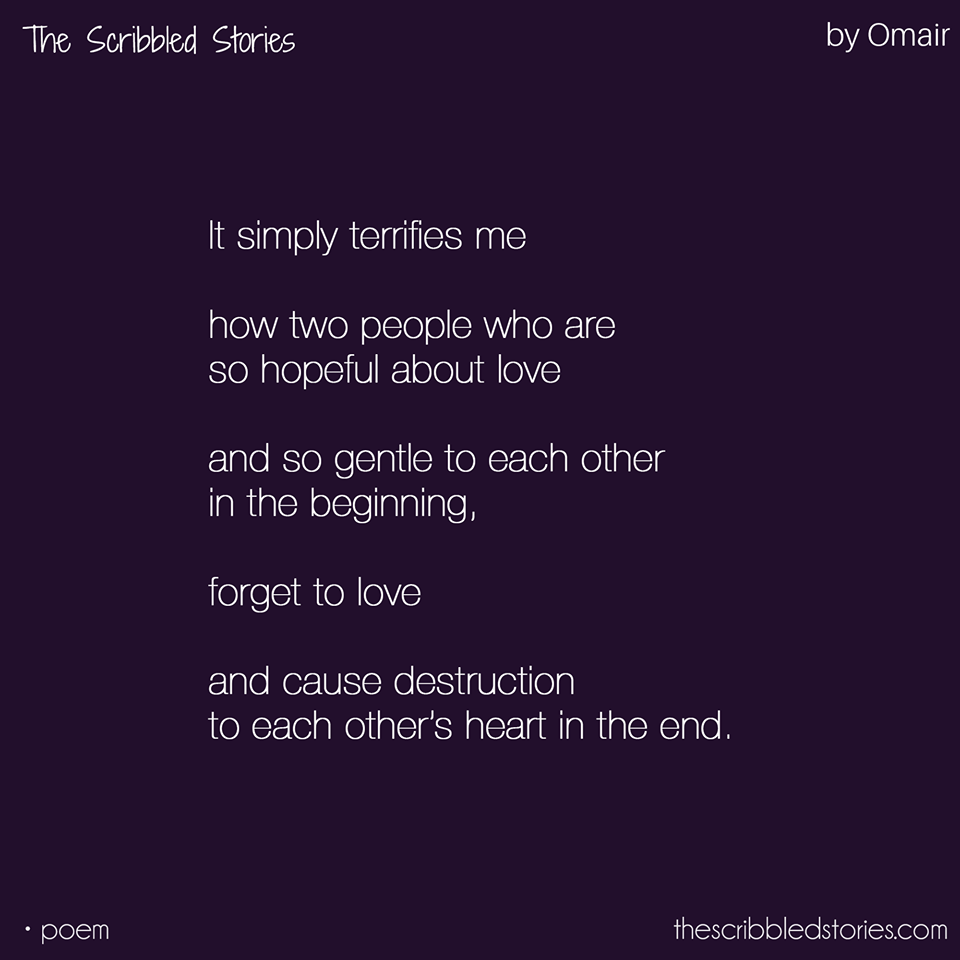 The Scribbled Stories
by Omair
It simply terrifies me
how two people who are
so hopeful about love
and so gentle to each other
in the beginning,
forget to love
and cause destruction
to each other's heart in the end.
• poem
thescribbledstories.com